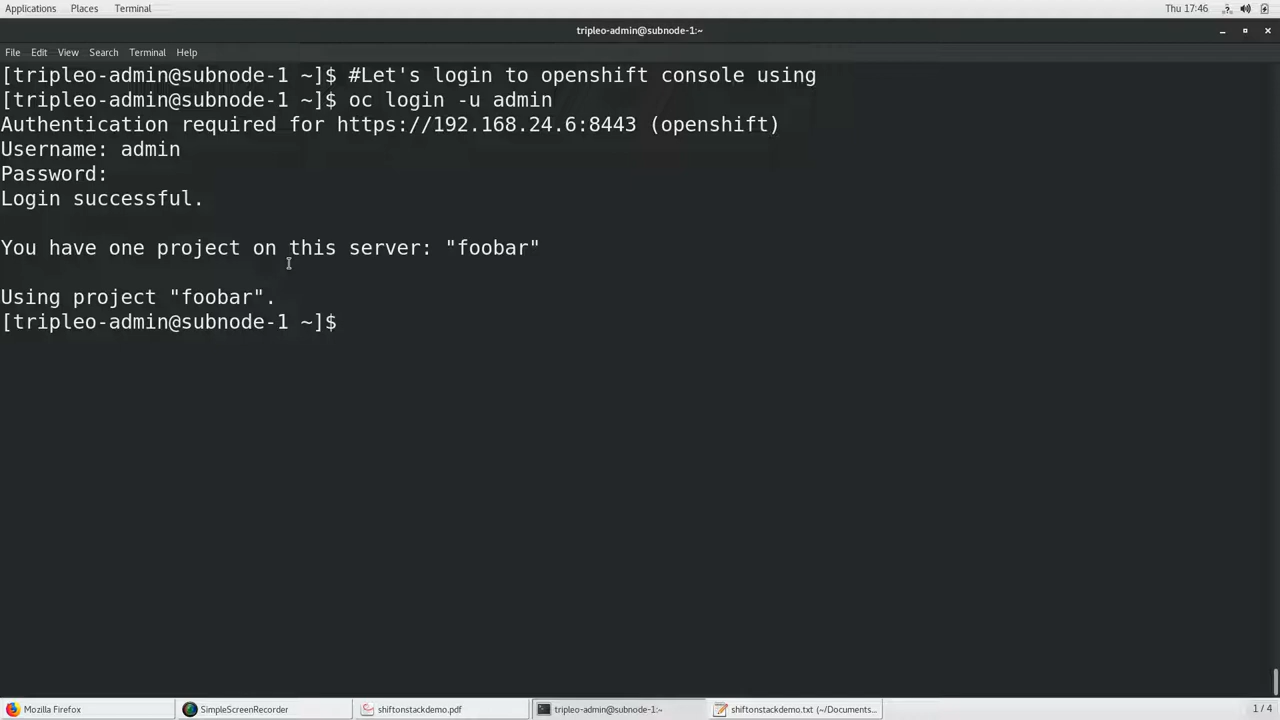 Applications Places Terminal Thu 17:46
tripleo-admin@subnode-1:~
File Edit View Search Terminal Help
[tripleo-admin@subnode-1 ~]$ #Let's login to openshift console using
[tripleo-admin@subnode-1 ~]$ oc login -u admin
Authentication required for https://192.168.24.6:8443 (openshift)
Username: admin
Password:
Login successful.
You have one project on this server: "foobar"
Using project "foobar".
[tripleo-admin@subnode-1 ~]$
Mozilla Firefox SimpleScreenRecorder shiftonstackdemo.pdf tripleo-admin@subnode-1:~ shiftonstackdemo.txt (~/Documents... 1 / 4